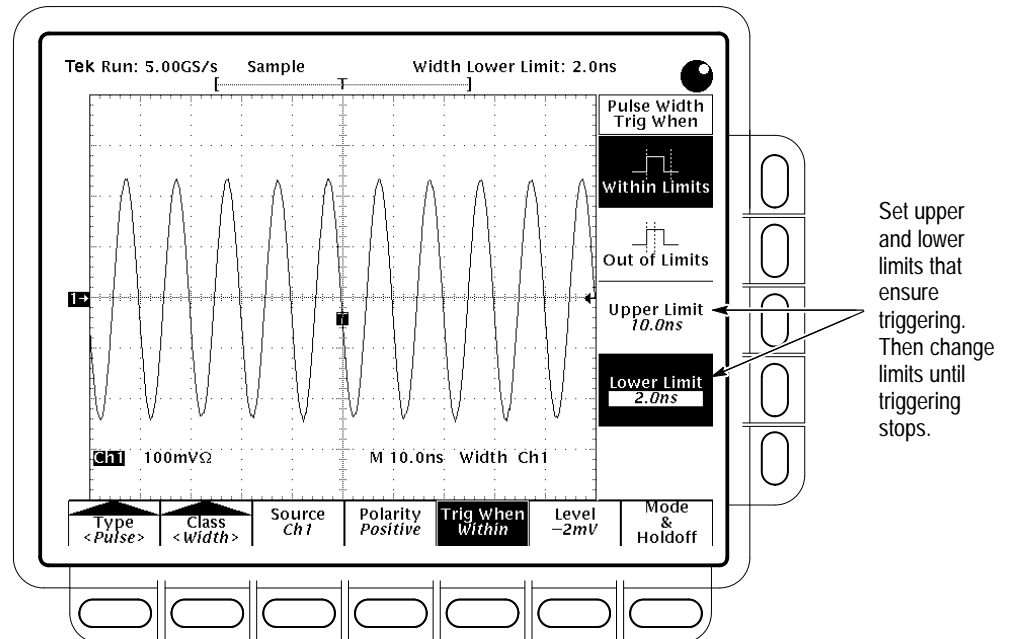 Tek Run: 5.00GS/s Sample Width Lower Limit: 2.0ns
[ T ]
Pulse Width
Trig When
Within Limits
Out of Limits
Upper Limit
10.0ns
Lower Limit
2.0ns
1→
T
Ch1 100mVΩ M 10.0ns Width Ch1
Type
<Pulse>
Class
<Width>
Source
Ch1
Polarity
Positive
Trig When
Within
Level
−2mV
Mode
&
Holdoff
Set upper
and lower
limits that
ensure
triggering.
Then change
limits until
triggering
stops.